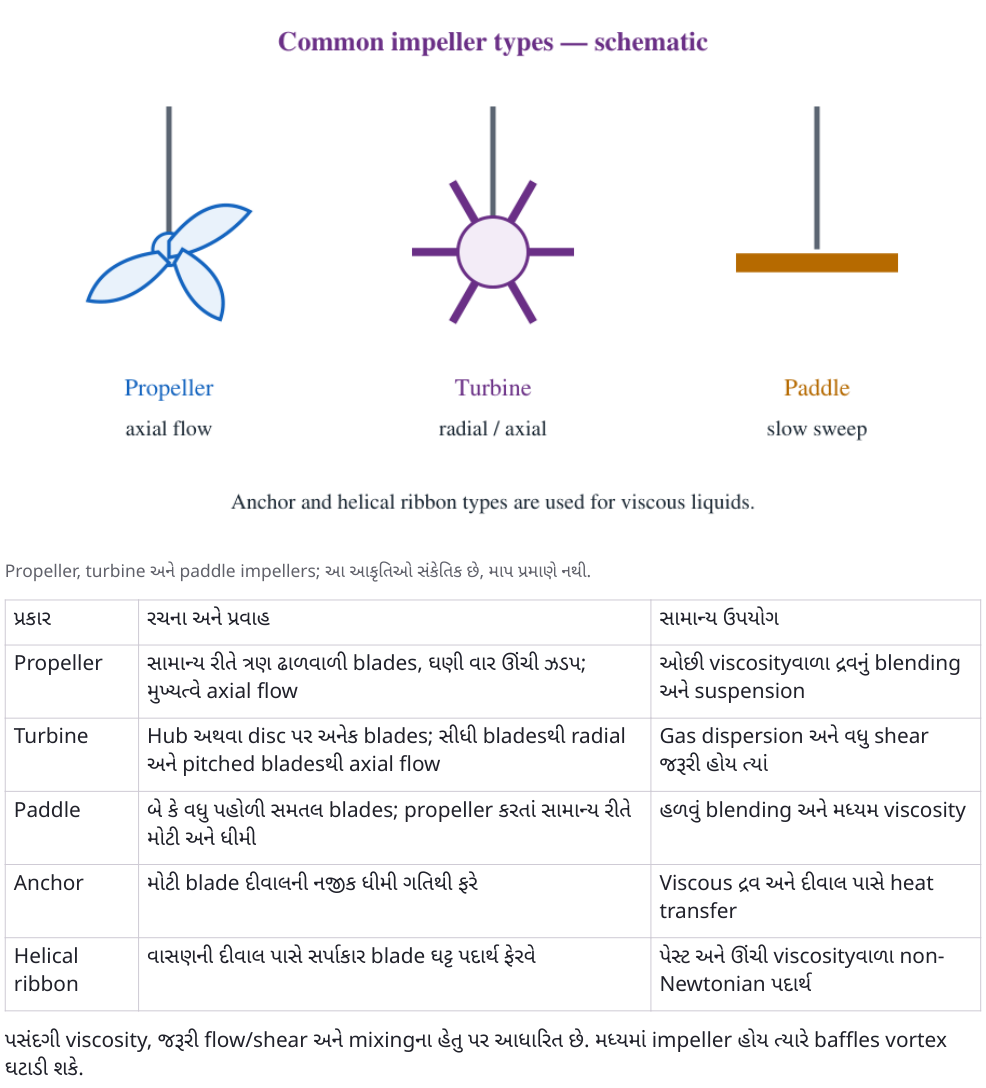 Common impeller types — schematic
Propeller
Turbine
Paddle
axial flow
radial / axial
slow sweep
Anchor and helical ribbon types are used for viscous liquids.
Propeller, turbine અને paddle impellers; આ આકૃતિઓ સંકેતિક છે, માપ પ્રમાણે નથી.
પ્રકાર
રચના અને પ્રવાહ
સામાન્ય ઉપયોગ
Propeller
સામાન્ય રીતે ત્રણ ઢાળવાળી blades, ઘણી વાર ઊંચી ઝડપ;
મુખ્યત્વે axial flow
ઓછી viscosityવાળા દ્રવનું blending
અને suspension
Turbine
Hub અથવા disc પર અનેક blades; સીધી bladesથી radial
અને pitched bladesથી axial flow
Gas dispersion અને વધુ shear
જરૂરી હોય ત્યાં
Paddle
બે કે વધુ પહોળી સમતલ blades; propeller કરતાં સામાન્ય રીતે
મોટી અને ધીમી
હળવું blending અને મધ્યમ viscosity
Anchor
મોટી blade દીવાલની નજીક ધીમી ગતિથી ફરે
Viscous દ્રવ અને દીવાલ પાસે heat
transfer
Helical
ribbon
વાસણની દીવાલ પાસે સર્પાકાર blade ઘટ્ટ પદાર્થ ફેરવે
પેસ્ટ અને ઊંચી viscosityવાળા non-
Newtonian પદાર્થ
પસંદગી viscosity, જરૂરી flow/shear અને mixingના હેતુ પર આધારિત છે. મધ્યમાં impeller હોય ત્યારે baffles vortex
ઘટાડી શકે.